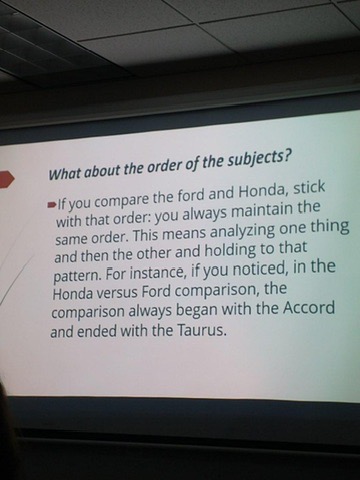 What about the order of the subjects?
If you compare the ford and Honda, stick
with that order: you always maintain the
same order. This means analyzing one thing
and then the other and holding to that
pattern. For instance, if you noticed, in the
Honda versus Ford comparison, the
comparison always began with the Accord
and ended with the Taurus.